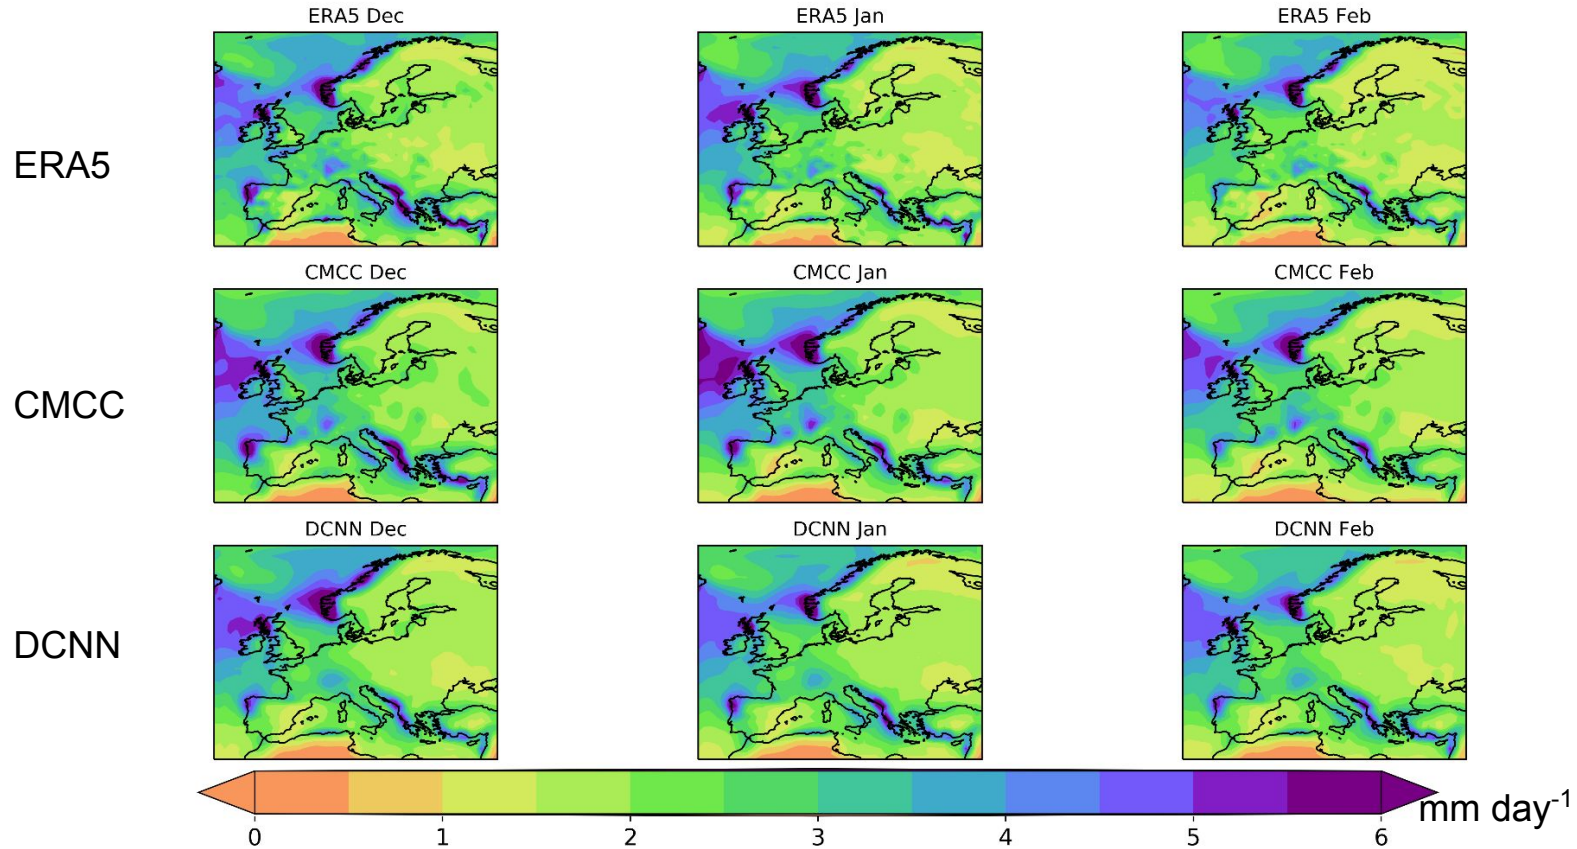 ERA5 Dec
ERA5 Jan
ERA5 Feb
ERA5
CMCC Dec
CMCC Jan
CMCC Feb
CMCC
DCNN Dec
DCNN Jan
DCNN Feb
DCNN
mm day-1
0 1 2 3 4 5 6